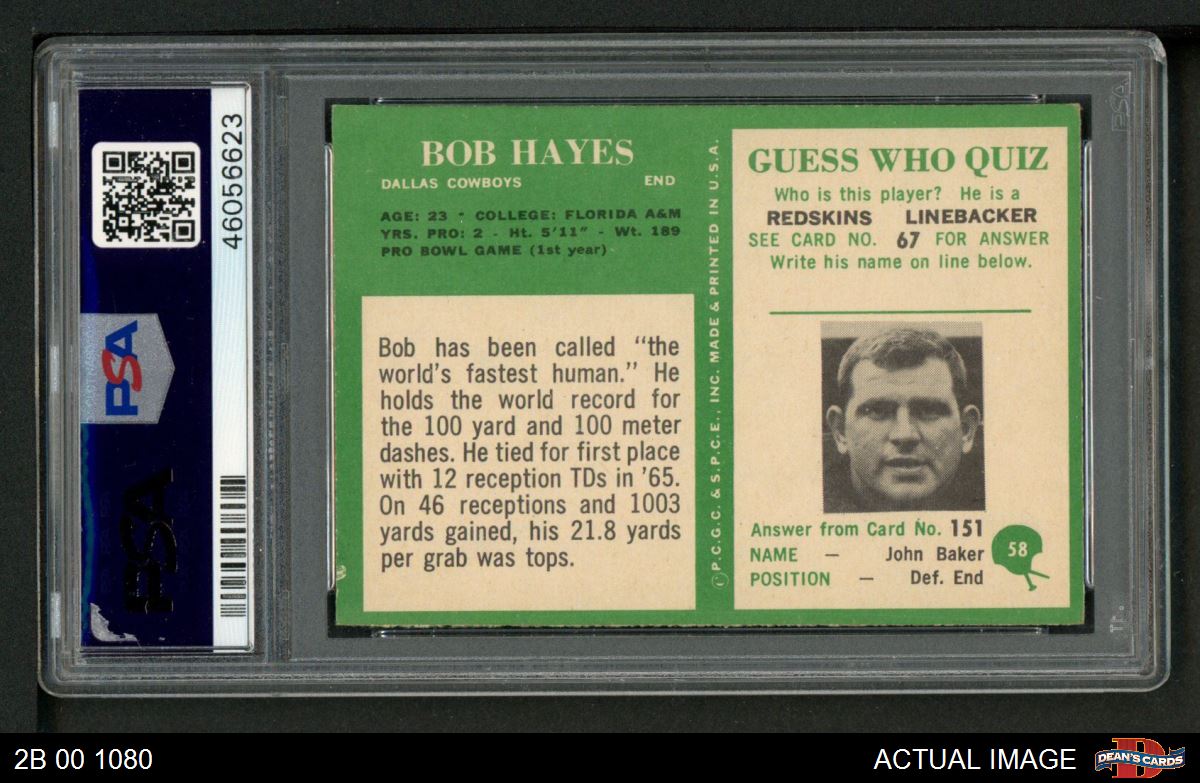 46056623
PSA
PSA
BOB HAYES
DALLAS COWBOYS END
AGE: 23 - COLLEGE: FLORIDA A&M
YRS. PRO: 2 - Ht. 5'11" - Wt. 189
PRO BOWL GAME (1st year)
Bob has been called "the
world's fastest human." He
holds the world record for
the 100 yard and 100 meter
dashes. He tied for first place
with 12 reception TDs in '65.
On 46 receptions and 1003
yards gained, his 21.8 yards
per grab was tops.
©P.C.G.C. & S.P.C.E., INC. MADE & PRINTED IN U.S.A.
GUESS WHO QUIZ
Who is this player? He is a
REDSKINS LINEBACKER
SEE CARD NO. 67 FOR ANSWER
Write his name on line below.
Answer from Card No. 151
NAME — John Baker
POSITION — Def. End
58
PSA
2B 00 1080
ACTUAL IMAGE
DEAN'S CARDS